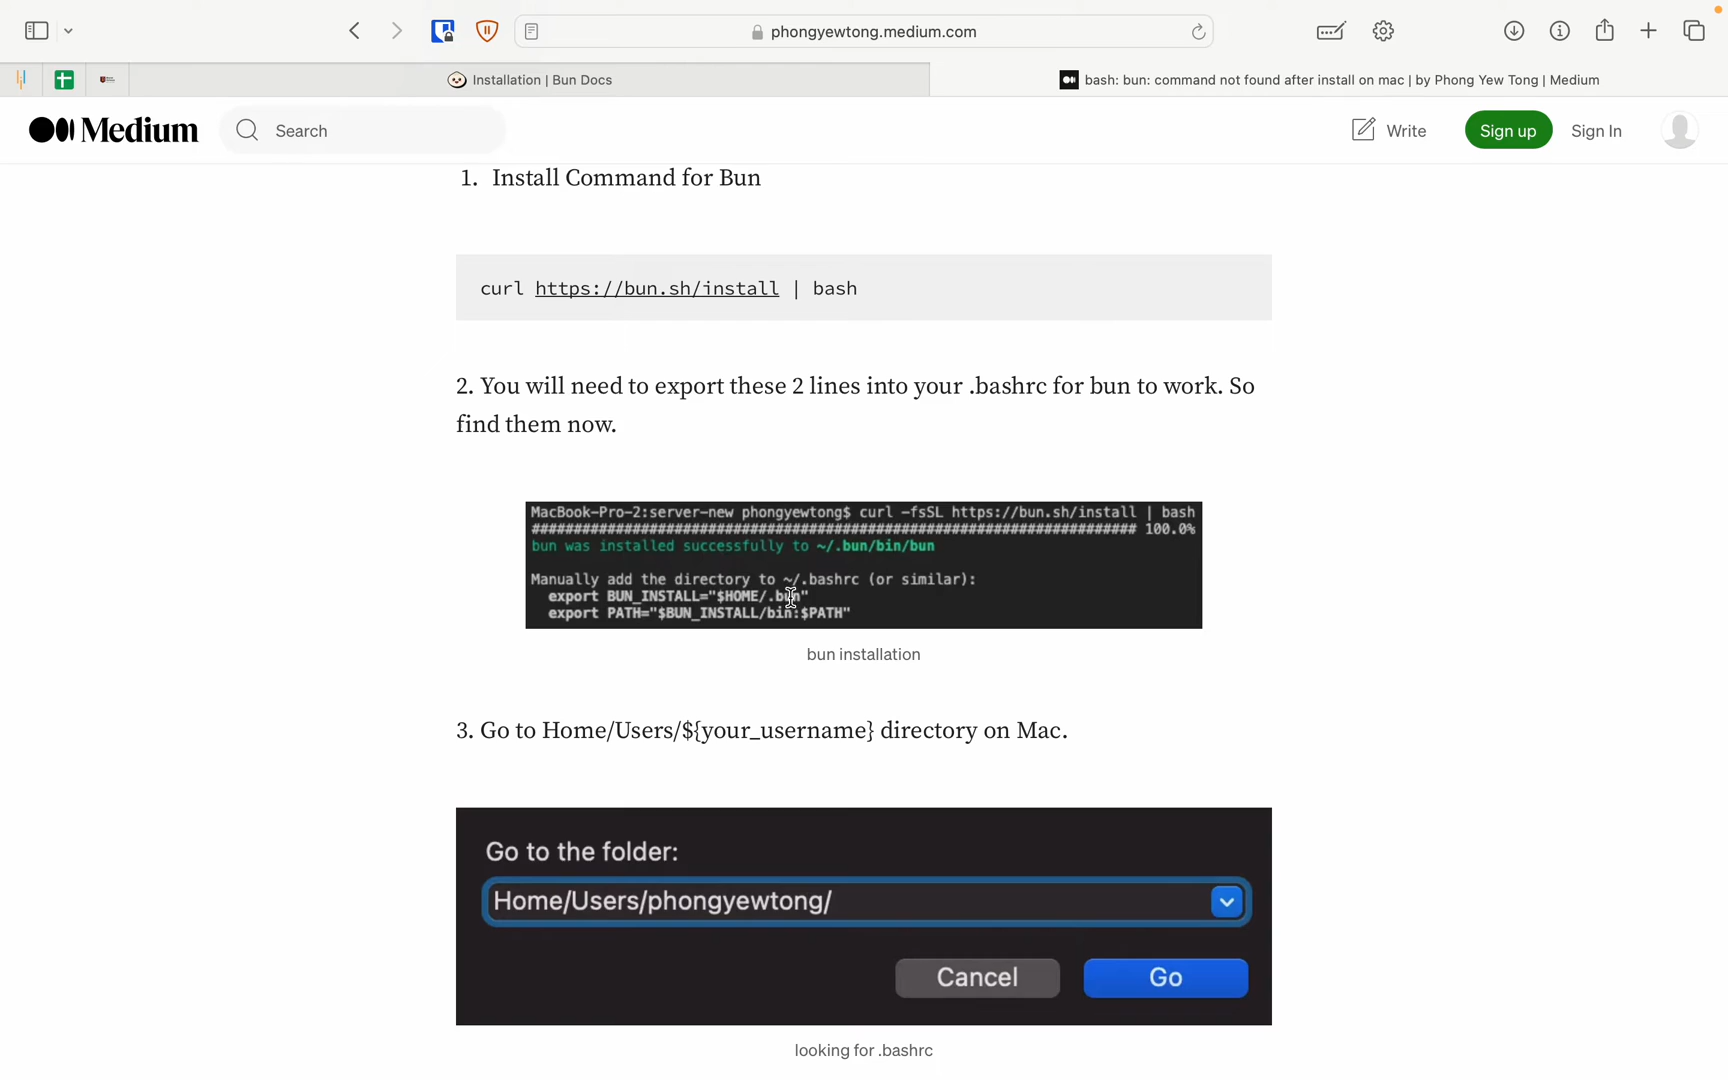 phongyewtong.medium.com
Installation | Bun Docs
bash: bun: command not found after install on mac | by Phong Yew Tong | Medium
Medium
Search
Write
Sign up
Sign In
1. Install Command for Bun
curl https://bun.sh/install | bash
2. You will need to export these 2 lines into your .bashrc for bun to work. So
find them now.
MacBook-Pro-2:server-new phongyewtong$ curl -fsSL https://bun.sh/install | bash
######################################################################## 100.0%
bun was installed successfully to ~/.bun/bin/bun
Manually add the directory to ~/.bashrc (or similar):
export BUN_INSTALL="$HOME/.bun"
export PATH="$BUN_INSTALL/bin:$PATH"
bun installation
3. Go to Home/Users/${your_username} directory on Mac.
Go to the folder:
Home/Users/phongyewtong/
Cancel
Go
looking for .bashrc